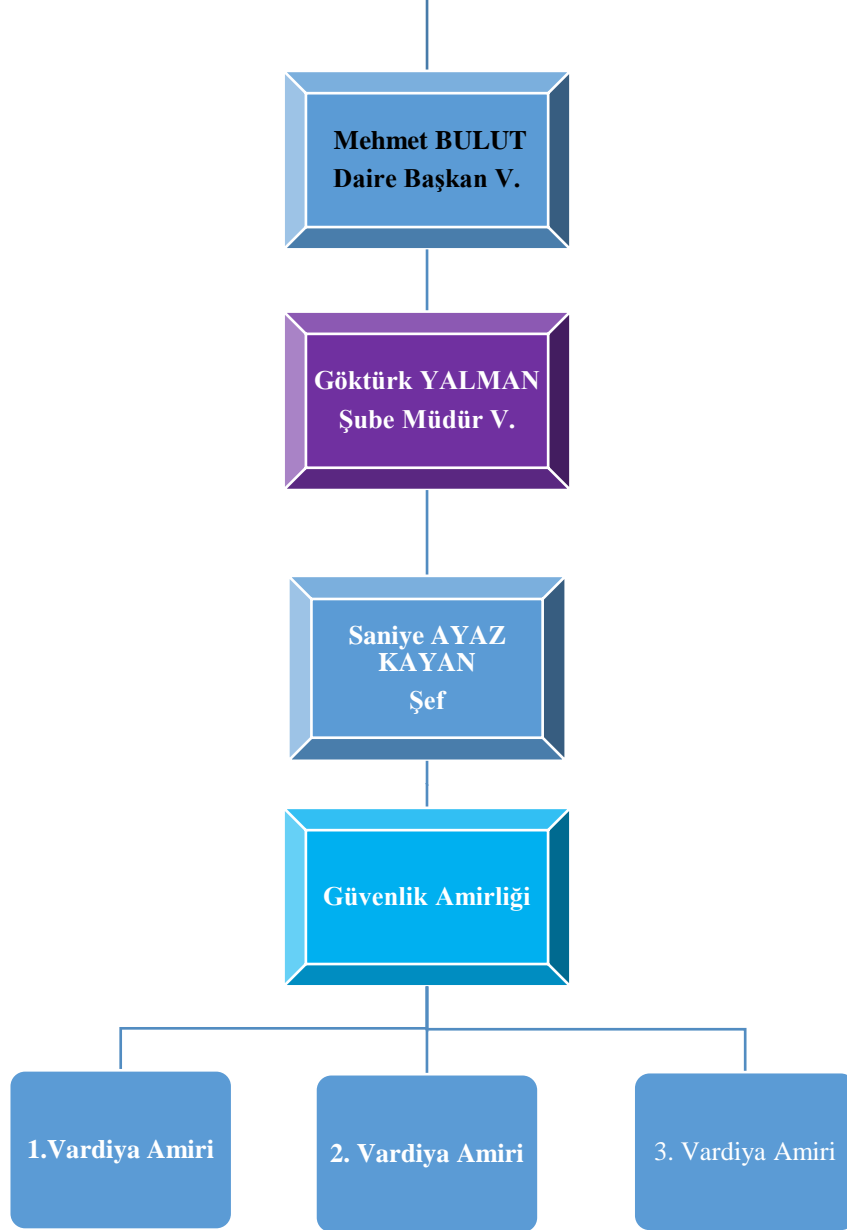 Mehmet BULUT
Daire Başkan V.
Göktürk YALMAN
Şube Müdür V.
Saniye AYAZ
KAYAN
Şef
Güvenlik Amirliği
1.Vardiya Amiri
2. Vardiya Amiri
3. Vardiya Amiri